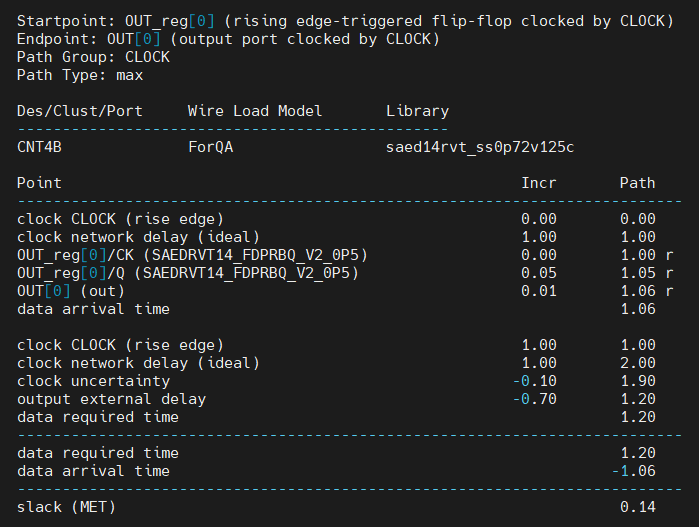 Startpoint: OUT_reg[0] (rising edge-triggered flip-flop clocked by CLOCK)
Endpoint: OUT[0] (output port clocked by CLOCK)
Path Group: CLOCK
Path Type: max
Des/Clust/Port     Wire Load Model       Library
------------------------------------------------
CNT4B              ForQA                 saed14rvt_ss0p72v125c
Point                                                   Incr       Path
--------------------------------------------------------------------------
clock CLOCK (rise edge)                                 0.00       0.00
clock network delay (ideal)                             1.00       1.00
OUT_reg[0]/CK (SAEDRVT14_FDPRBQ_V2_0P5)                 0.00       1.00 r
OUT_reg[0]/Q (SAEDRVT14_FDPRBQ_V2_0P5)                  0.05       1.05 r
OUT[0] (out)                                            0.01       1.06 r
data arrival time                                                  1.06
clock CLOCK (rise edge)                                 1.00       1.00
clock network delay (ideal)                             1.00       2.00
clock uncertainty                                      -0.10       1.90
output external delay                                  -0.70       1.20
data required time                                                 1.20
--------------------------------------------------------------------------
data required time                                                 1.20
data arrival time                                                 -1.06
--------------------------------------------------------------------------
slack (MET)                                                        0.14